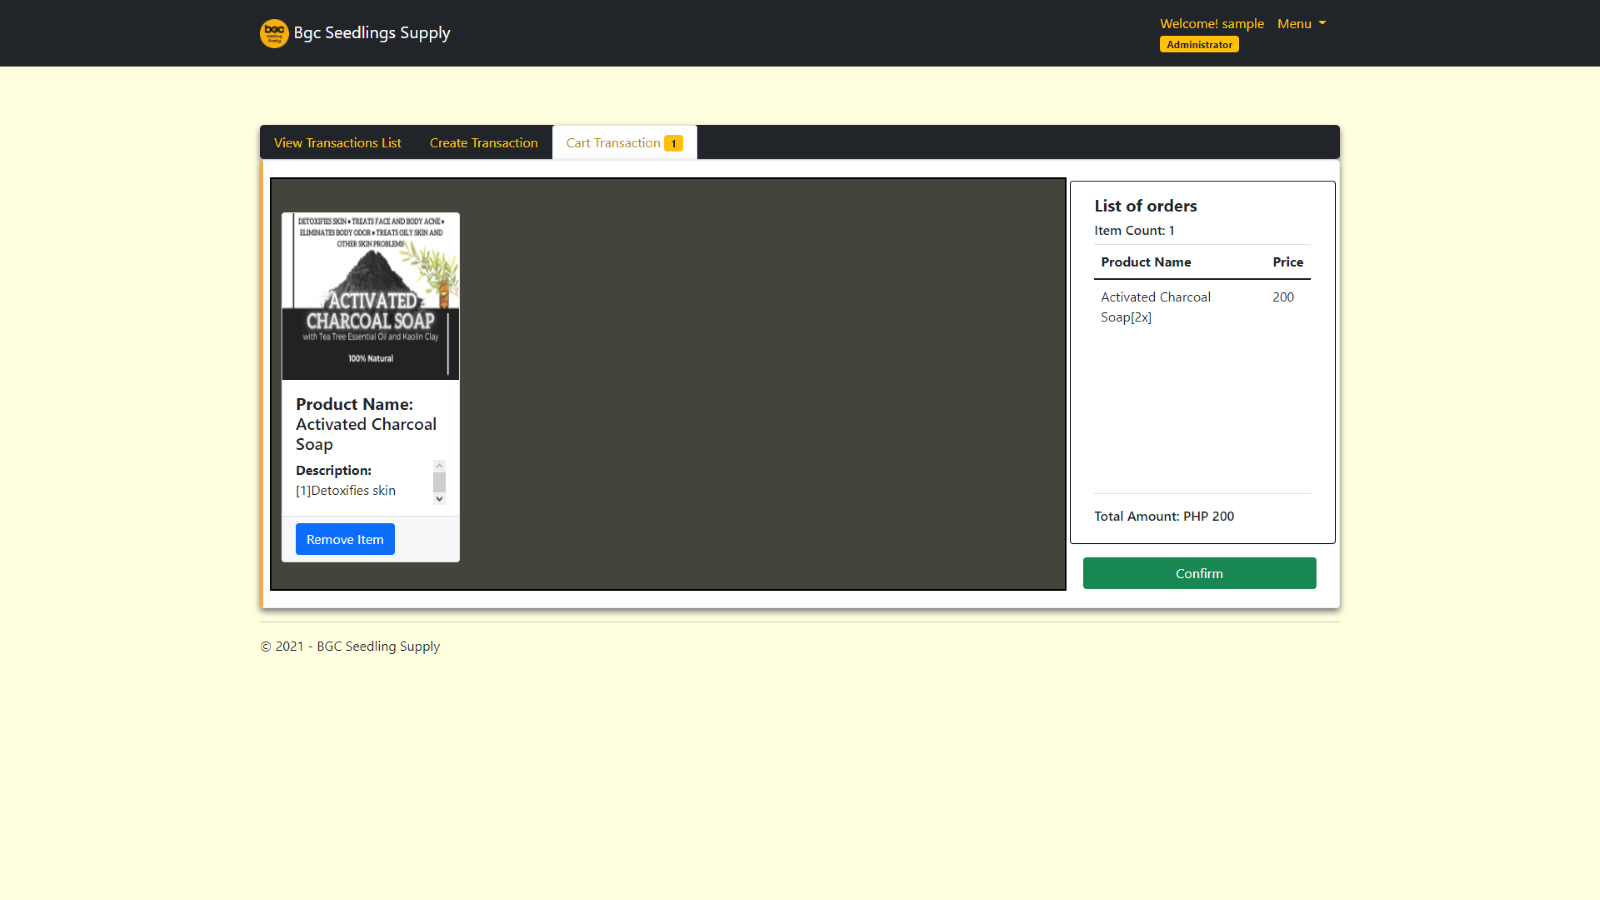 bgc Bgc Seedlings Supply
Welcome! sample Menu
Administrator
View Transactions List Create Transaction Cart Transaction 1
DETOXIFIES SKIN • TREATS FACE AND BODY ACNE •
ELIMINATES BODY ODOR • TREATS OILY SKIN AND
OTHER SKIN PROBLEMS
ACTIVATED
CHARCOAL SOAP
with Tea Tree Essential Oil and Kaolin Clay
100% Natural
Product Name:
Activated Charcoal
Soap
Description:
[1]Detoxifies skin
Remove Item
List of orders
Item Count: 1
Product Name Price
Activated Charcoal 200
Soap[2x]
Total Amount: PHP 200
Confirm
© 2021 - BGC Seedling Supply